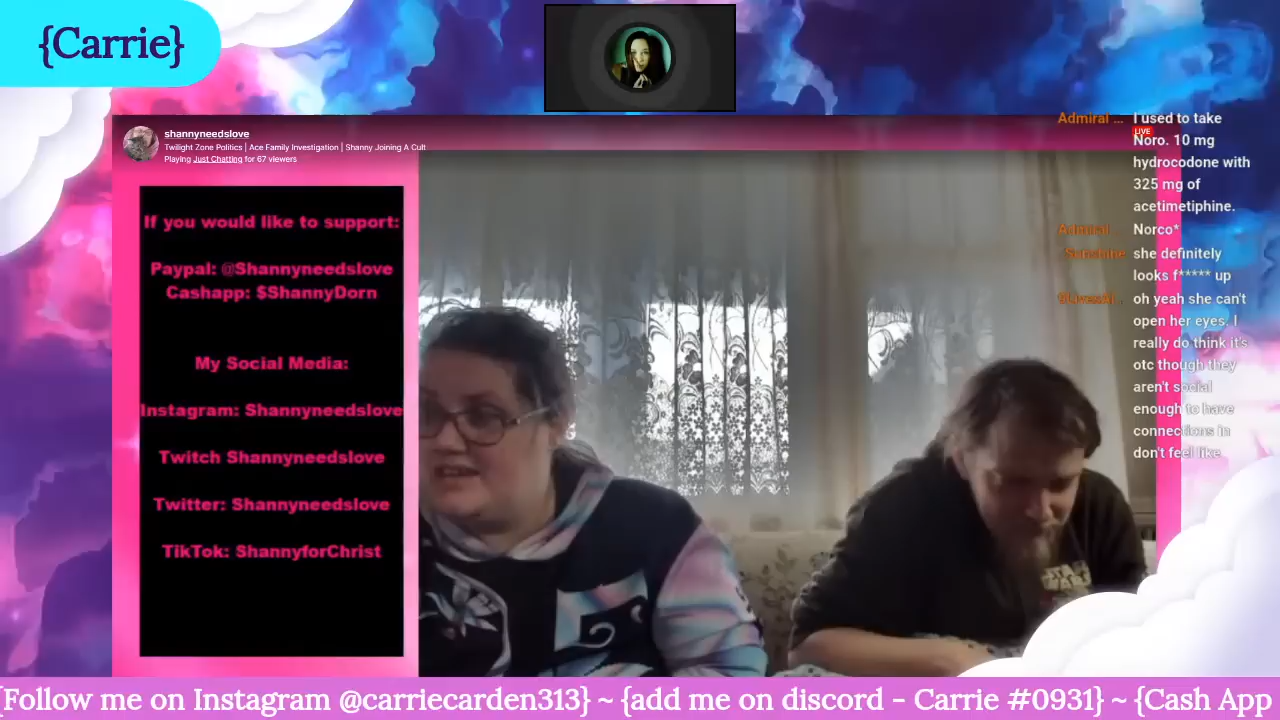 {Carrie}
shannyneedslove
Twilight Zone Politics | Ace Family Investigation | Shanny Joining A Cult
Playing Just Chatting for 67 viewers
If you would like to support:
Paypal: @Shannyneedslove
Cashapp: $ShannyDorn
My Social Media:
Instagram: Shannyneedslove
Twitch Shannyneedslove
Twitter: Shannyneedslove
TikTok: ShannyforChrist
Admiral ... I used to take
LIVE
Noro. 10 mg
hydrocodone with
325 mg of
acetimetiphine.
Admiral ... Norco*
Sunshine she definitely
looks f***** up
oh yeah she can't
open her eyes. I
really do think it's
otc though they
aren't social
enough to have
connections in
don't feel like.
STAR
WARS
{Follow me on Instagram @carriecarden313} ~ {add me on discord - Carrie #0931} ~ {Cash App